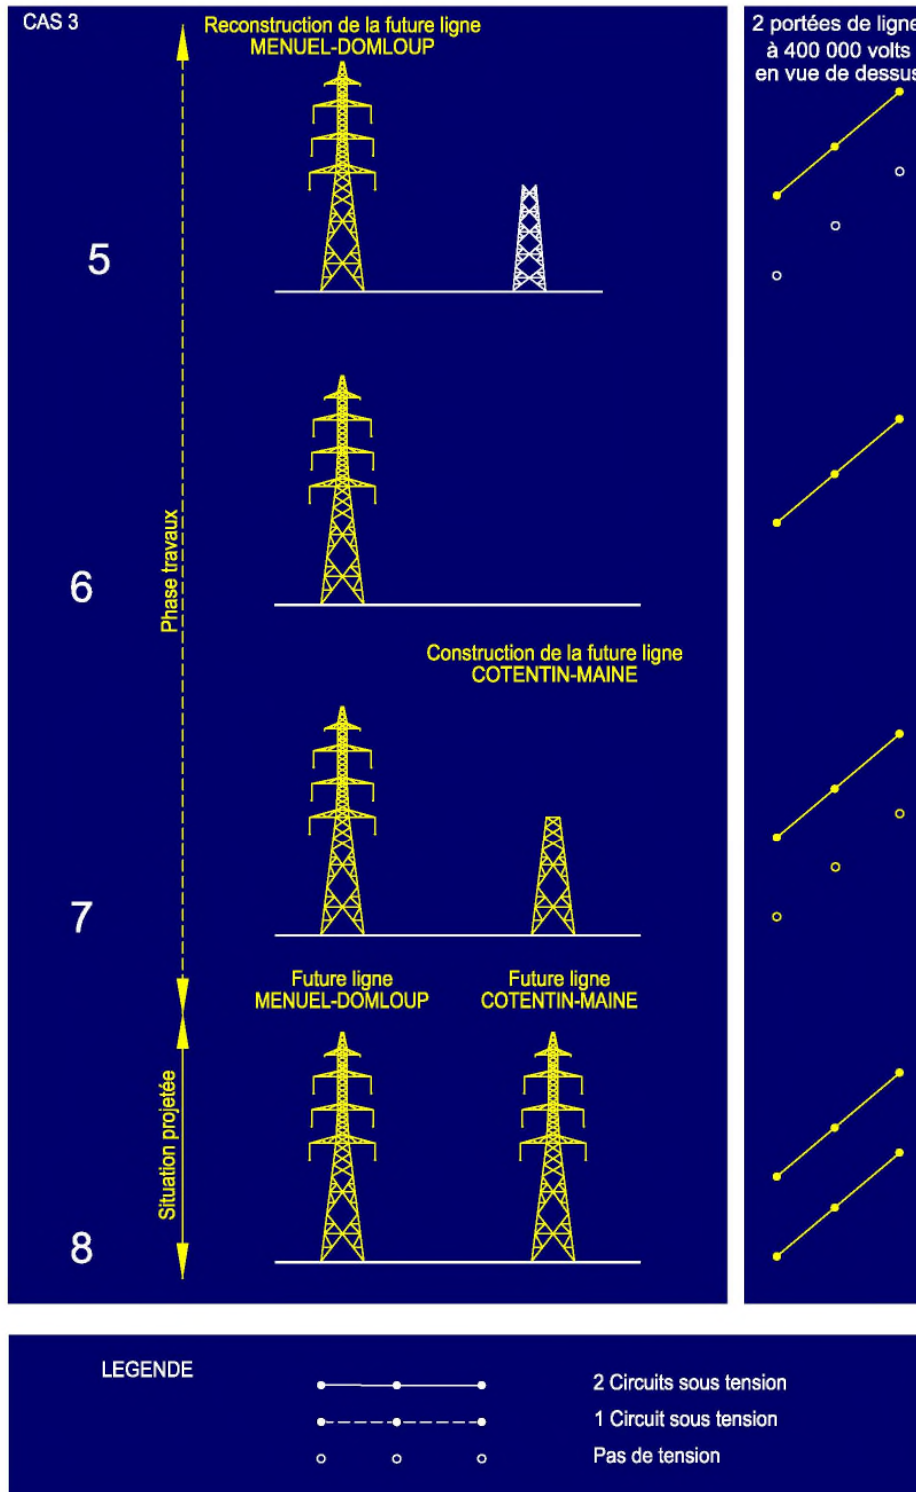 CAS 3
Reconstruction de la future ligne
MENUEL-DOMLOUP
2 portées de ligne
à 400 000 volts
en vue de dessus
5
6
Phase travaux
Construction de la future ligne
COTENTIN-MAINE
7
Future ligne
MENUEL-DOMLOUP
Future ligne
COTENTIN-MAINE
Situation projetée
8
LEGENDE
2 Circuits sous tension
1 Circuit sous tension
Pas de tension